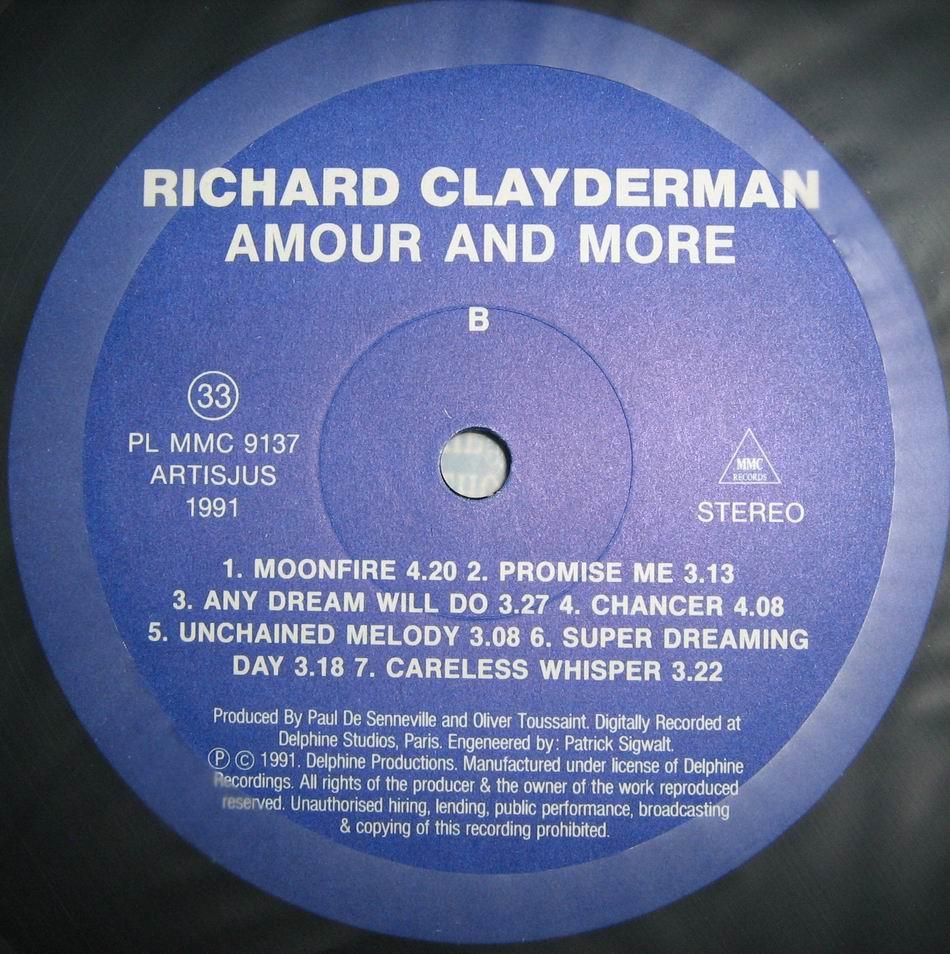 RICHARD CLAYDERMAN
AMOUR AND MORE
B
33
PL MMC 9137
ARTISJUS
1991
MMC
RECORDS
STEREO
1. MOONFIRE 4.20 2. PROMISE ME 3.13
3. ANY DREAM WILL DO 3.27 4. CHANCER 4.08
5. UNCHAINED MELODY 3.08 6. SUPER DREAMING
DAY 3.18 7. CARELESS WHISPER 3.22
Produced By Paul De Senneville and Oliver Toussaint. Digitally Recorded at
Delphine Studios, Paris. Engeneered by: Patrick Sigwalt.
Ⓟ © 1991. Delphine Productions. Manufactured under license of Delphine
Recordings. All rights of the producer & the owner of the work reproduced
reserved. Unauthorised hiring, lending, public performance, broadcasting
& copying of this recording prohibited.